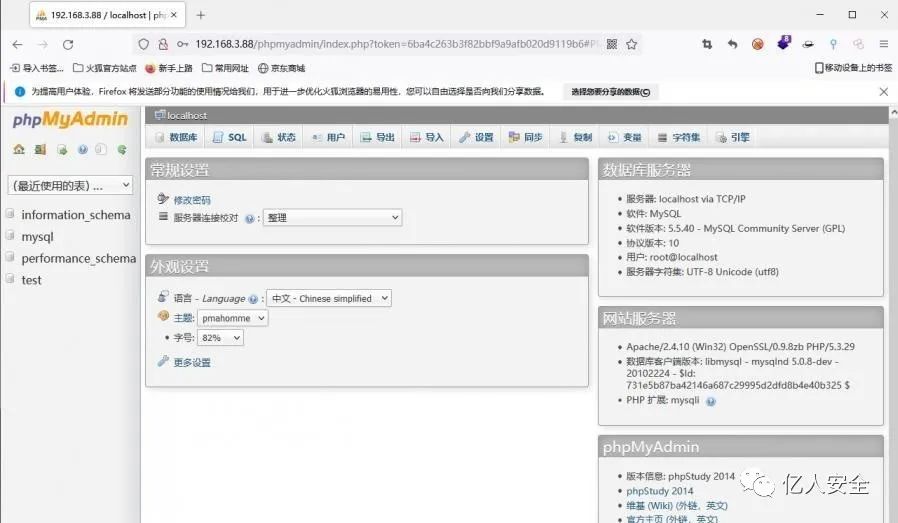 192.168.3.88 / localhost | ph
192.168.3.88/phpmyadmin/index.php?token=6ba4c263b3f82bbf9a9afb020d9119b6#P
导入书签... 火狐官方站点 新手上路 常用网址 京东商城 移动设备上的书签
为提高用户体验，Firefox 将发送部分功能的使用情况给我们，用于进一步优化火狐浏览器的易用性，您可以自由选择是否向我们分享数据。 选择您要分享的数据(C)
phpMyAdmin
(最近使用的表) ...
information_schema
mysql
performance_schema
test
localhost
数据库 SQL 状态 用户 导出 导入 设置 同步 复制 变量 字符集 引擎
常规设置
修改密码
服务器连接校对 : 整理
外观设置
语言 - Language : 中文 - Chinese simplified
主题: pmahomme
字号: 82%
更多设置
数据库服务器
服务器: localhost via TCP/IP
软件: MySQL
软件版本: 5.5.40 - MySQL Community Server (GPL)
协议版本: 10
用户: root@localhost
服务器字符集: UTF-8 Unicode (utf8)
网站服务器
Apache/2.4.10 (Win32) OpenSSL/0.9.8zb PHP/5.3.29
数据库客户端版本: libmysql - mysqlnd 5.0.8-dev -
20102224 - $Id:
731e5b87ba42146a687c29995d2dfd8b4e40b325 $
PHP 扩展: mysqli
phpMyAdmin
版本信息: phpStudy 2014
phpStudy 2014
维基 (Wiki) (外链，英文)
官方主页 (外链，英文)
亿人安全